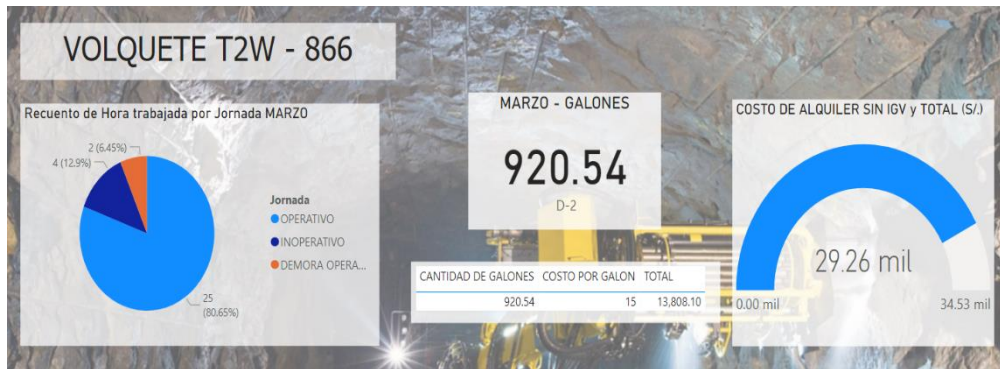 VOLQUETE T2W - 866
Recuento de Hora trabajada por Jornada MARZO
2 (6.45%)
4 (12.9%)
25
(80.65%)
Jornada
OPERATIVO
INOPERATIVO
DEMORA OPERA...
MARZO - GALONES
920.54
D-2
CANTIDAD DE GALONES COSTO POR GALON TOTAL
920.54 15 13,808.10
COSTO DE ALQUILER SIN IGV y TOTAL (S/.)
29.26 mil
0.00 mil 34.53 mil